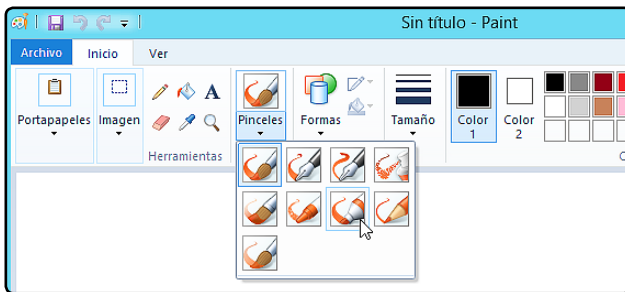 Sin título - Paint
Archivo Inicio Ver
A
Portapapeles Imagen Pinceles Formas Tamaño Color 1 Color 2
Herramientas